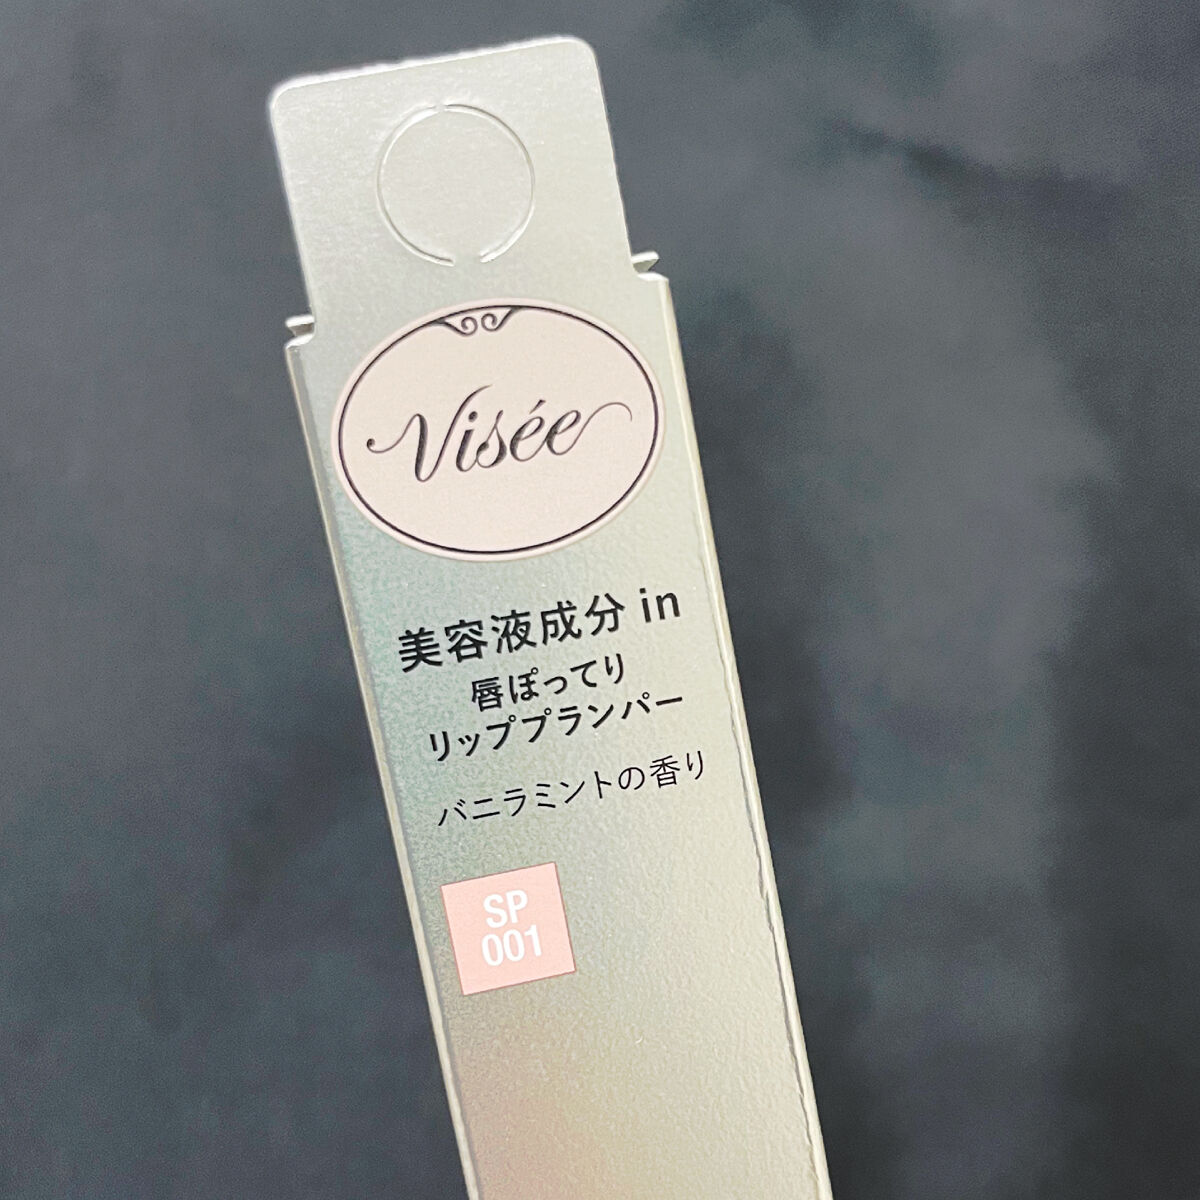 Visée
美容液成分 in
唇ぽってり
リッププランパー
バニラミントの香り
SP
001